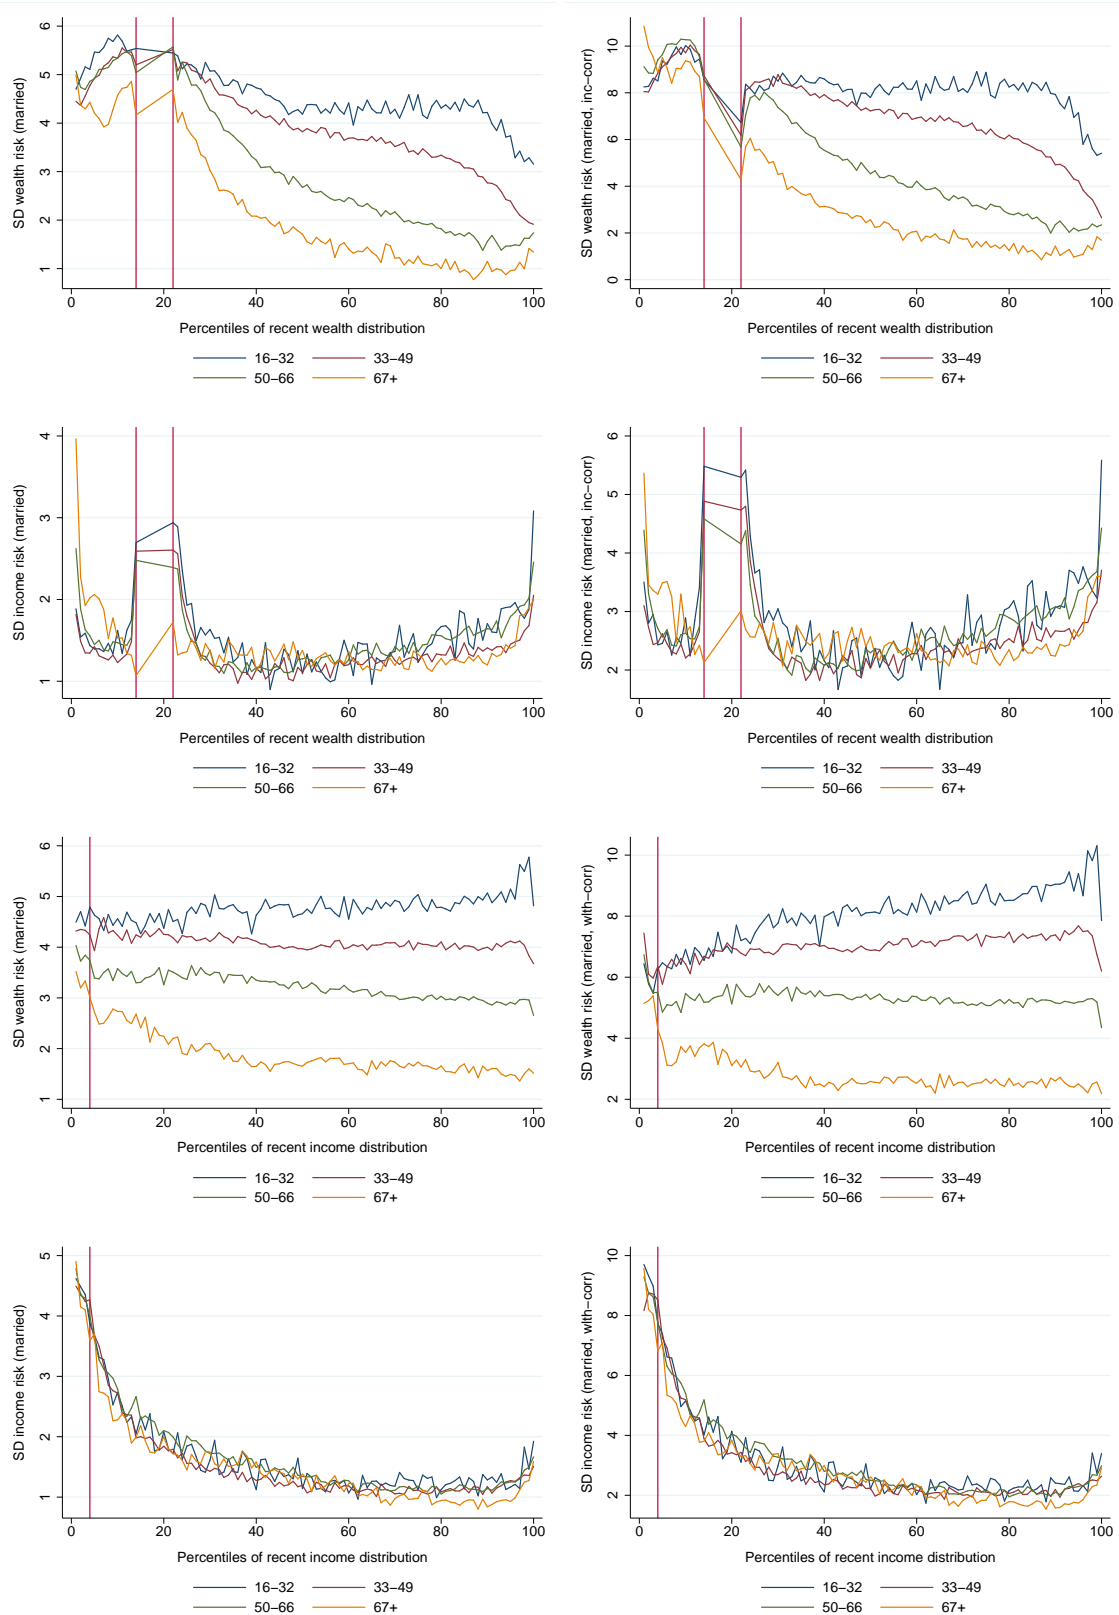 SD wealth risk (married)
6
5
4
3
2
1
0 20 40 60 80 100
Percentiles of recent wealth distribution
16−32 33−49
50−66 67+
SD wealth risk (married, inc−corr)
10
8
6
4
2
0
0 20 40 60 80 100
Percentiles of recent wealth distribution
16−32 33−49
50−66 67+
SD income risk (married)
4
3
2
1
0 20 40 60 80 100
Percentiles of recent wealth distribution
16−32 33−49
50−66 67+
SD income risk (married, inc−corr)
6
5
4
3
2
0 20 40 60 80 100
Percentiles of recent wealth distribution
16−32 33−49
50−66 67+
SD wealth risk (married)
6
5
4
3
2
1
0 20 40 60 80 100
Percentiles of recent income distribution
16−32 33−49
50−66 67+
SD wealth risk (married, wlth−corr)
10
8
6
4
2
0 20 40 60 80 100
Percentiles of recent income distribution
16−32 33−49
50−66 67+
SD income risk (married)
5
4
3
2
1
0 20 40 60 80 100
Percentiles of recent income distribution
16−32 33−49
50−66 67+
SD income risk (married, wlth−corr)
10
8
6
4
2
0 20 40 60 80 100
Percentiles of recent income distribution
16−32 33−49
50−66 67+